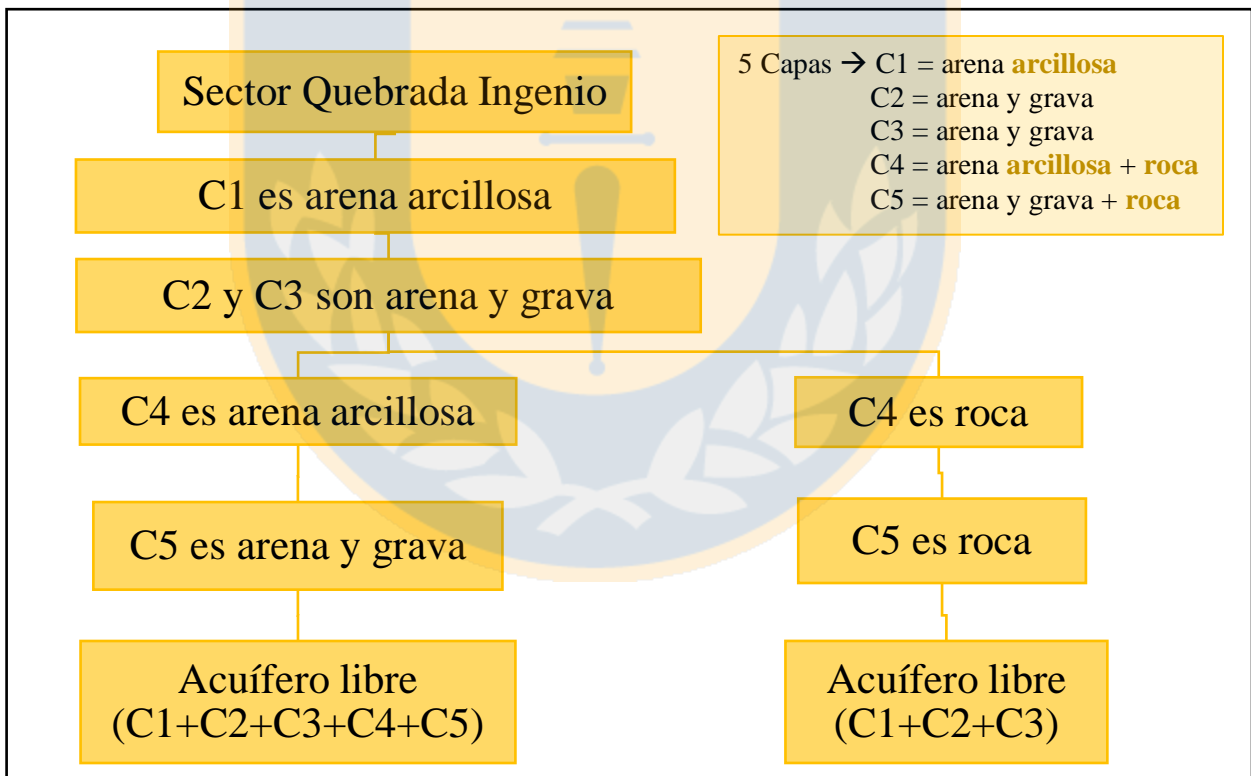 Sector Quebrada Ingenio
5 Capas → C1 = arena arcillosa
C2 = arena y grava
C3 = arena y grava
C4 = arena arcillosa + roca
C5 = arena y grava + roca
C1 es arena arcillosa
C2 y C3 son arena y grava
C4 es arena arcillosa
C4 es roca
C5 es arena y grava
C5 es roca
Acuífero libre
(C1+C2+C3+C4+C5)
Acuífero libre
(C1+C2+C3)